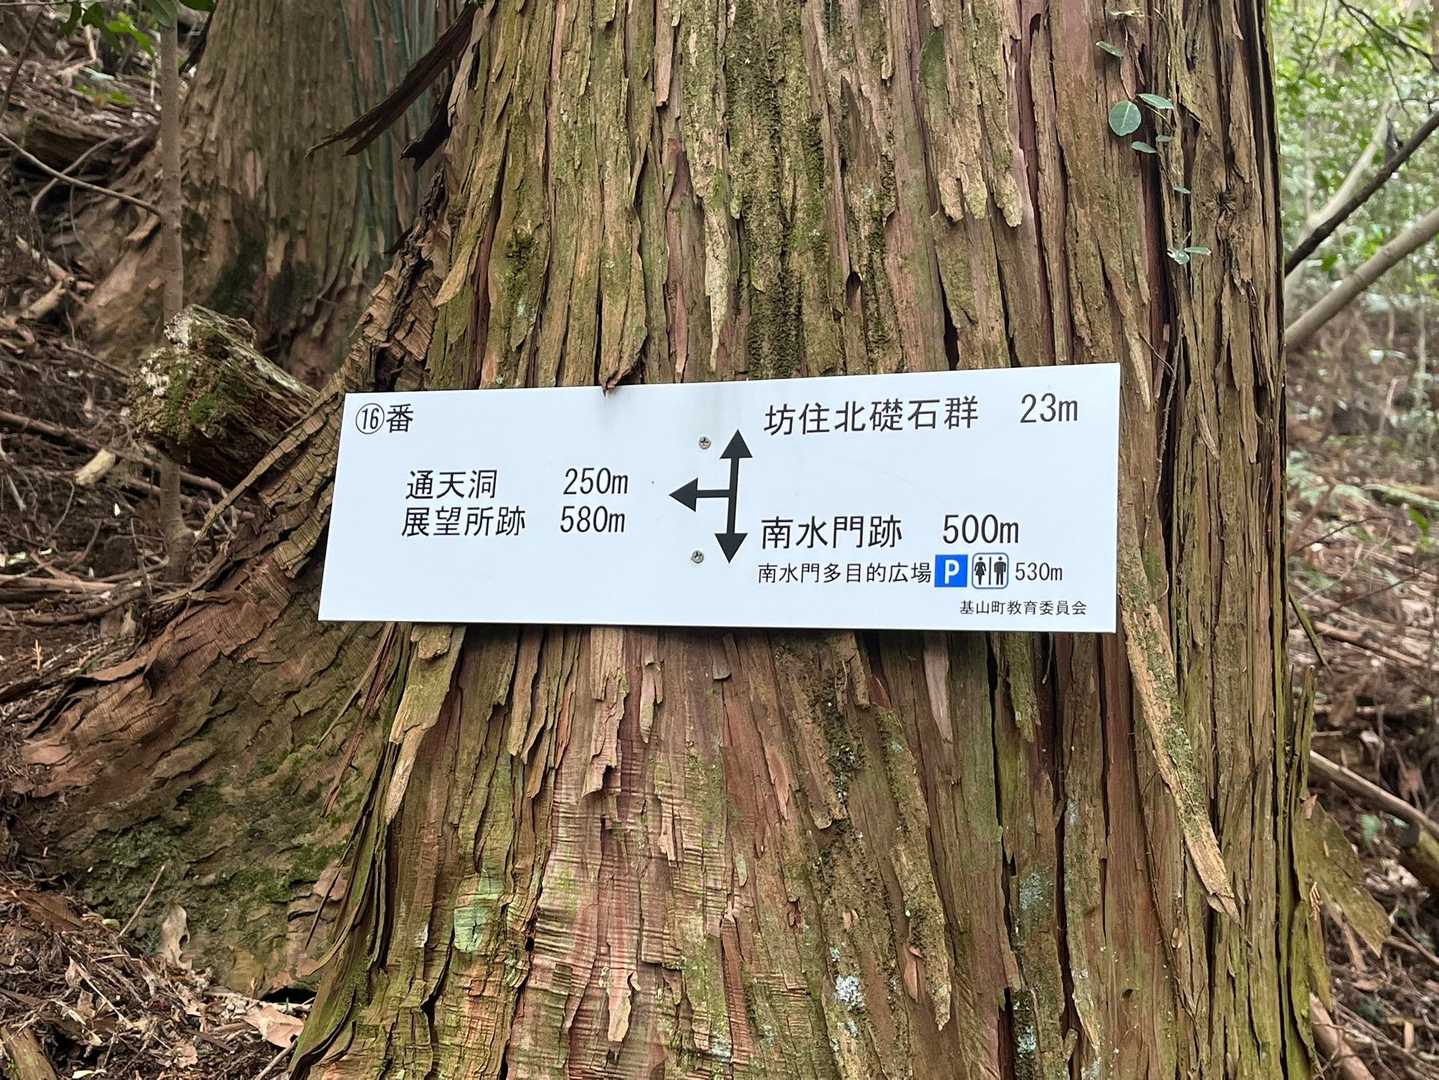 ⑯番
坊住北礎石群 23m
通天洞 250m
展望所跡 580m
南水門跡 500m
南水門多目的広場 P 530m
基山町教育委員会